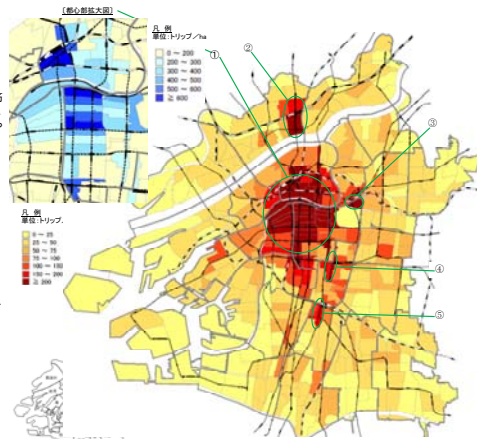 〔都心部拡大図〕
凡 例
単位:トリップ/ha
0 ～ 200
200 ～ 300
300 ～ 400
400 ～ 500
500 ～ 600
≧ 600
①
②
③
凡 例
単位:トリップ.
0 ～ 25
25 ～ 50
50 ～ 75
75 ～ 100
100 ～ 150
150 ～ 200
≧ 200
④
⑤